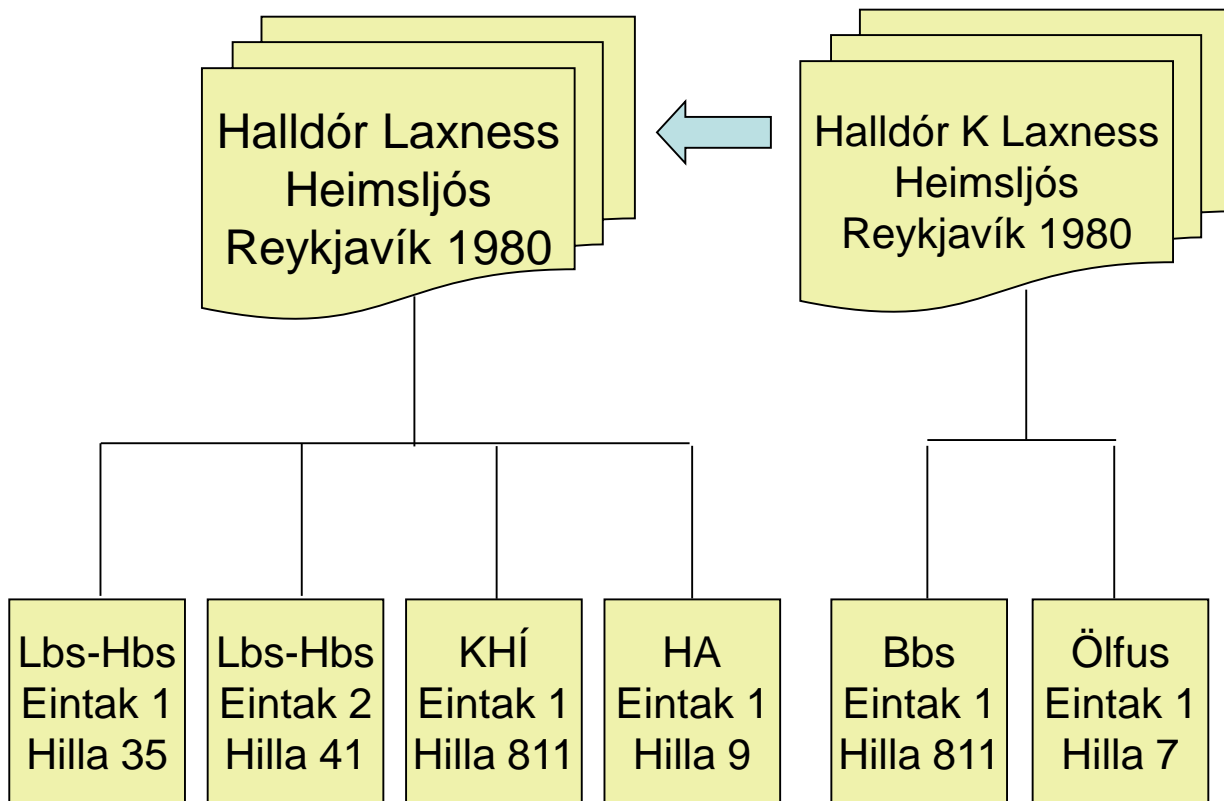 Halldór Laxness
Heimsljós
Reykjavík 1980
Halldór K Laxness
Heimsljós
Reykjavík 1980
Lbs-Hbs
Eintak 1
Hilla 35
Lbs-Hbs
Eintak 2
Hilla 41
KHÍ
Eintak 1
Hilla 811
HA
Eintak 1
Hilla 9
Bbs
Eintak 1
Hilla 811
Ölfus
Eintak 1
Hilla 7